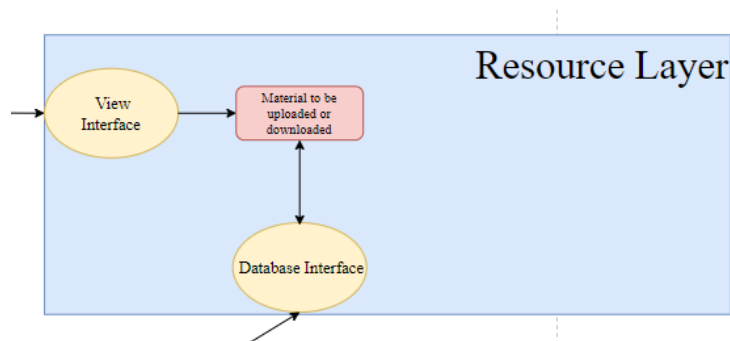 Resource Layer
View
Interface
Material to be
uploaded or
downloaded
Database Interface